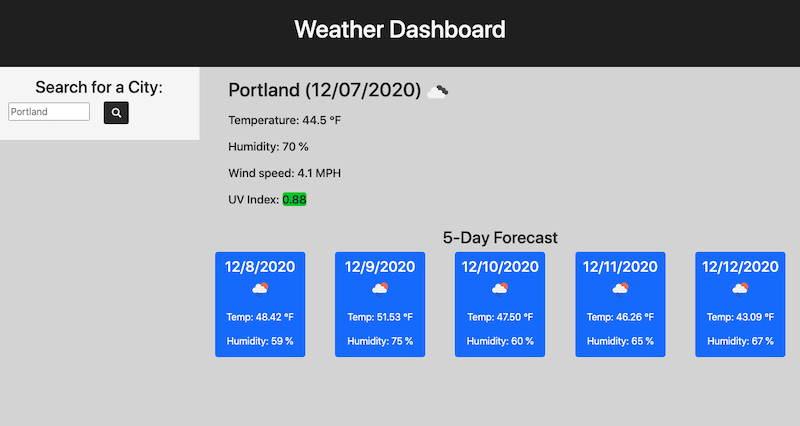 Weather Dashboard
Search for a City:
Portland
Portland (12/07/2020)
Temperature: 44.5 °F
Humidity: 70 %
Wind speed: 4.1 MPH
UV Index: 0.88
5-Day Forecast
12/8/2020
Temp: 48.42 °F
Humidity: 59 %
12/9/2020
Temp: 51.53 °F
Humidity: 75 %
12/10/2020
Temp: 47.50 °F
Humidity: 60 %
12/11/2020
Temp: 46.26 °F
Humidity: 65 %
12/12/2020
Temp: 43.09 °F
Humidity: 67 %